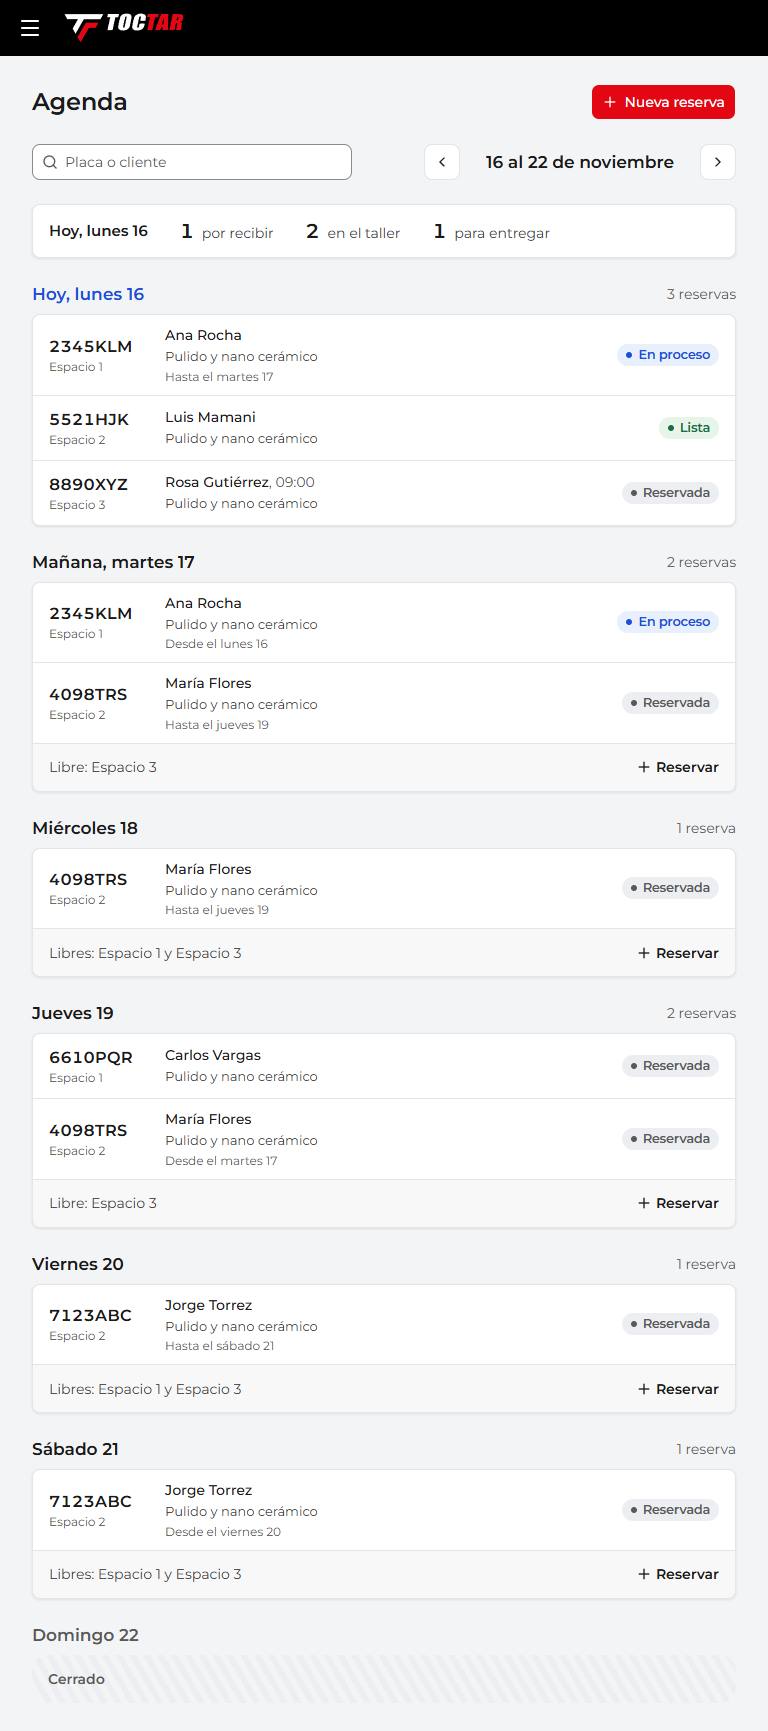 TOCTAR
Agenda
Nueva reserva
Placa o cliente
16 al 22 de noviembre
Hoy, lunes 16 1 por recibir 2 en el taller 1 para entregar
Hoy, lunes 16 3 reservas
2345KLM
Espacio 1
Ana Rocha
Pulido y nano cerámico
Hasta el martes 17
En proceso
5521HJK
Espacio 2
Luis Mamani
Pulido y nano cerámico
Lista
8890XYZ
Espacio 3
Rosa Gutiérrez, 09:00
Pulido y nano cerámico
Reservada
Mañana, martes 17 2 reservas
2345KLM
Espacio 1
Ana Rocha
Pulido y nano cerámico
Desde el lunes 16
En proceso
4098TRS
Espacio 2
María Flores
Pulido y nano cerámico
Hasta el jueves 19
Reservada
Libre: Espacio 3 Reservar
Miércoles 18 1 reserva
4098TRS
Espacio 2
María Flores
Pulido y nano cerámico
Hasta el jueves 19
Reservada
Libres: Espacio 1 y Espacio 3 Reservar
Jueves 19 2 reservas
6610PQR
Espacio 1
Carlos Vargas
Pulido y nano cerámico
Reservada
4098TRS
Espacio 2
María Flores
Pulido y nano cerámico
Desde el martes 17
Reservada
Libre: Espacio 3 Reservar
Viernes 20 1 reserva
7123ABC
Espacio 2
Jorge Torrez
Pulido y nano cerámico
Hasta el sábado 21
Reservada
Libres: Espacio 1 y Espacio 3 Reservar
Sábado 21 1 reserva
7123ABC
Espacio 2
Jorge Torrez
Pulido y nano cerámico
Desde el viernes 20
Reservada
Libres: Espacio 1 y Espacio 3 Reservar
Domingo 22
Cerrado